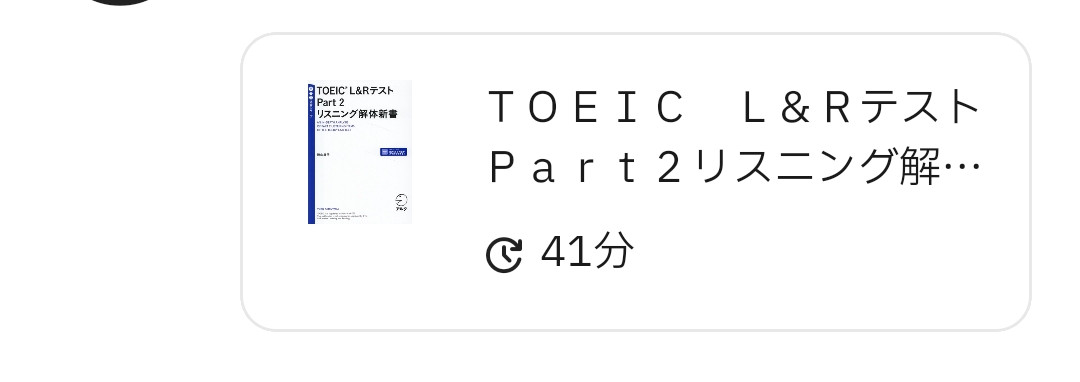 TOEIC® L&Rテスト
Part 2
リスニング解体新書
アルク
ＴＯＥＩＣ　Ｌ＆Ｒテスト
Ｐａｒｔ２リスニング解…
41分